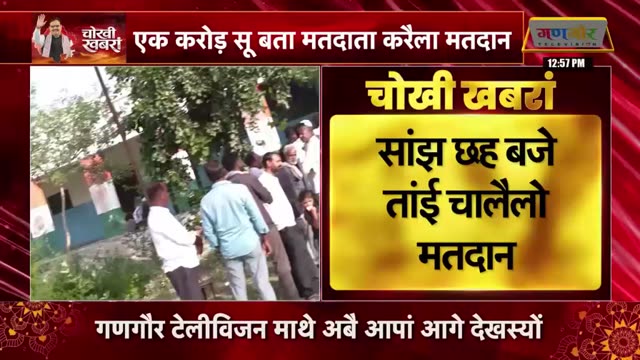 चोखी
खबरां
एक करोड़ सू बता मतदाता करैला मतदान
गणगौर
TELEVISION
12:57 PM
चोखी खबरां
सांझ छह बजे
तांई चालैलो
मतदान
गणगौर टेलीविजन माथे अबै आपां आगे देखस्यों